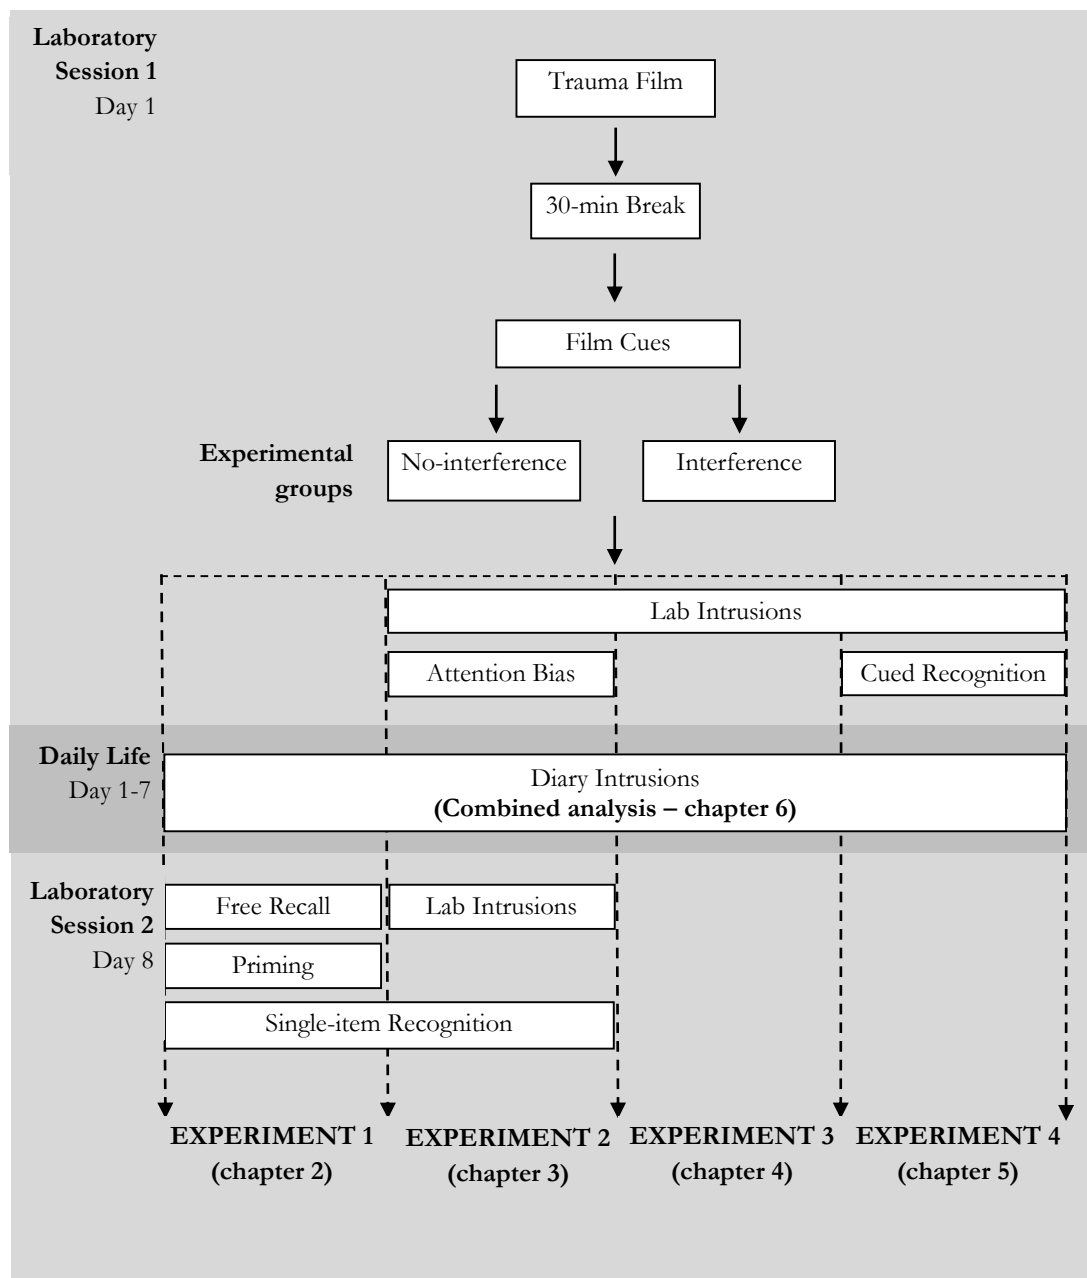 Laboratory
Session 1
Day 1
Trauma Film
30-min Break
Film Cues
Experimental
groups
No-interference
Interference
Lab Intrusions
Attention Bias
Cued Recognition
Daily Life
Day 1-7
Diary Intrusions
(Combined analysis – chapter 6)
Laboratory
Session 2
Day 8
Free Recall
Lab Intrusions
Priming
Single-item Recognition
EXPERIMENT 1
(chapter 2)
EXPERIMENT 2
(chapter 3)
EXPERIMENT 3
(chapter 4)
EXPERIMENT 4
(chapter 5)